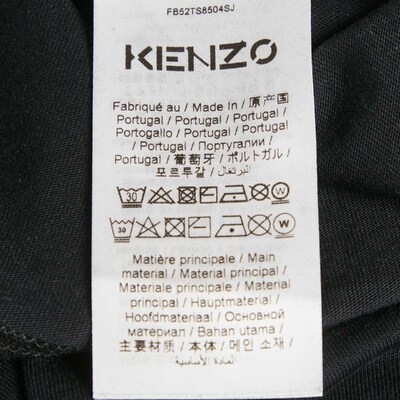 FB52TS8504SJ
KENZO
Fabriqué au / Made in / 原产国
Portugal / Portugal / Portugal /
Portogallo / Portugal / Portugal
/ Portugal / Португалии /
Portugal / 葡萄牙 / ポルトガル /
포르투갈 / البرتغال
30 W
30 W
Matière principale / Main
material / Material principal /
Materiale principale / Material
principal / Hauptmaterial /
Hoofdmateriaal / Основной
материал / Bahan utama /
主要材质 / 本体 / 메인 소재 /
المادة الأساسية